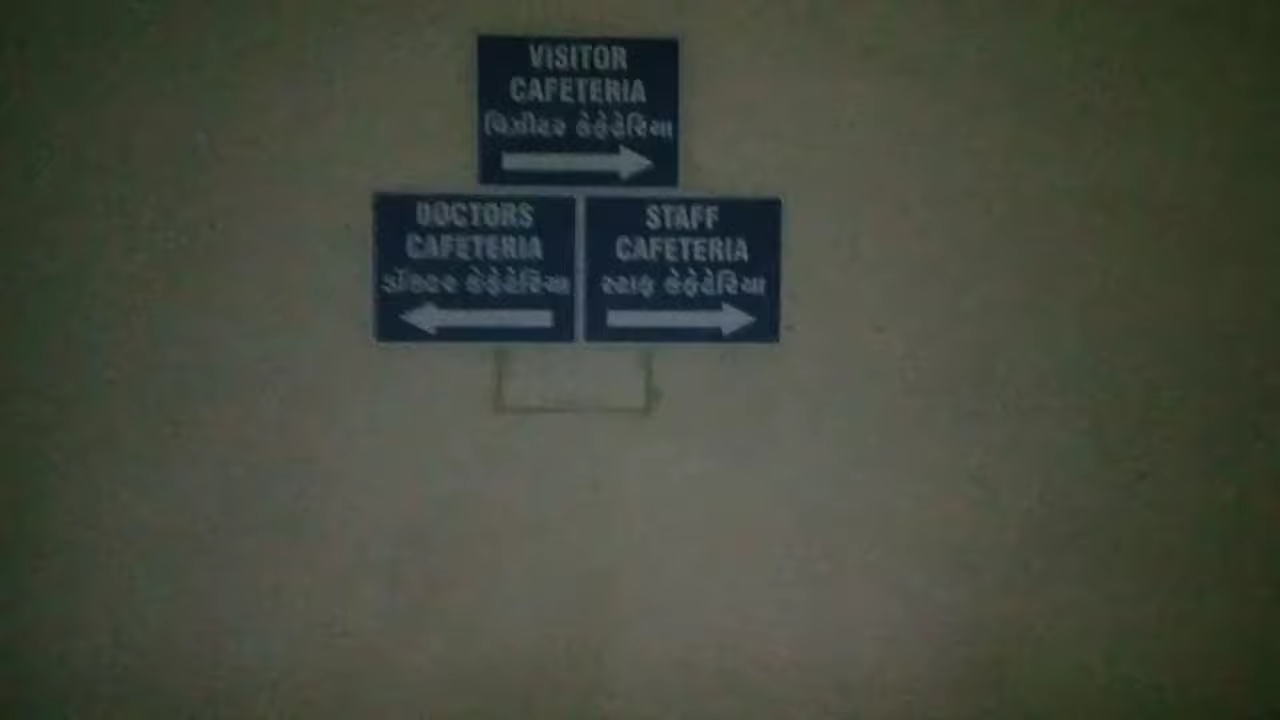 VISITOR
CAFETERIA
વિઝીટર કેફેટેરિયા
DOCTORS
CAFETERIA
ડૉક્ટર કેફેટેરિયા
STAFF
CAFETERIA
સ્ટાફ કેફેટેરિયા